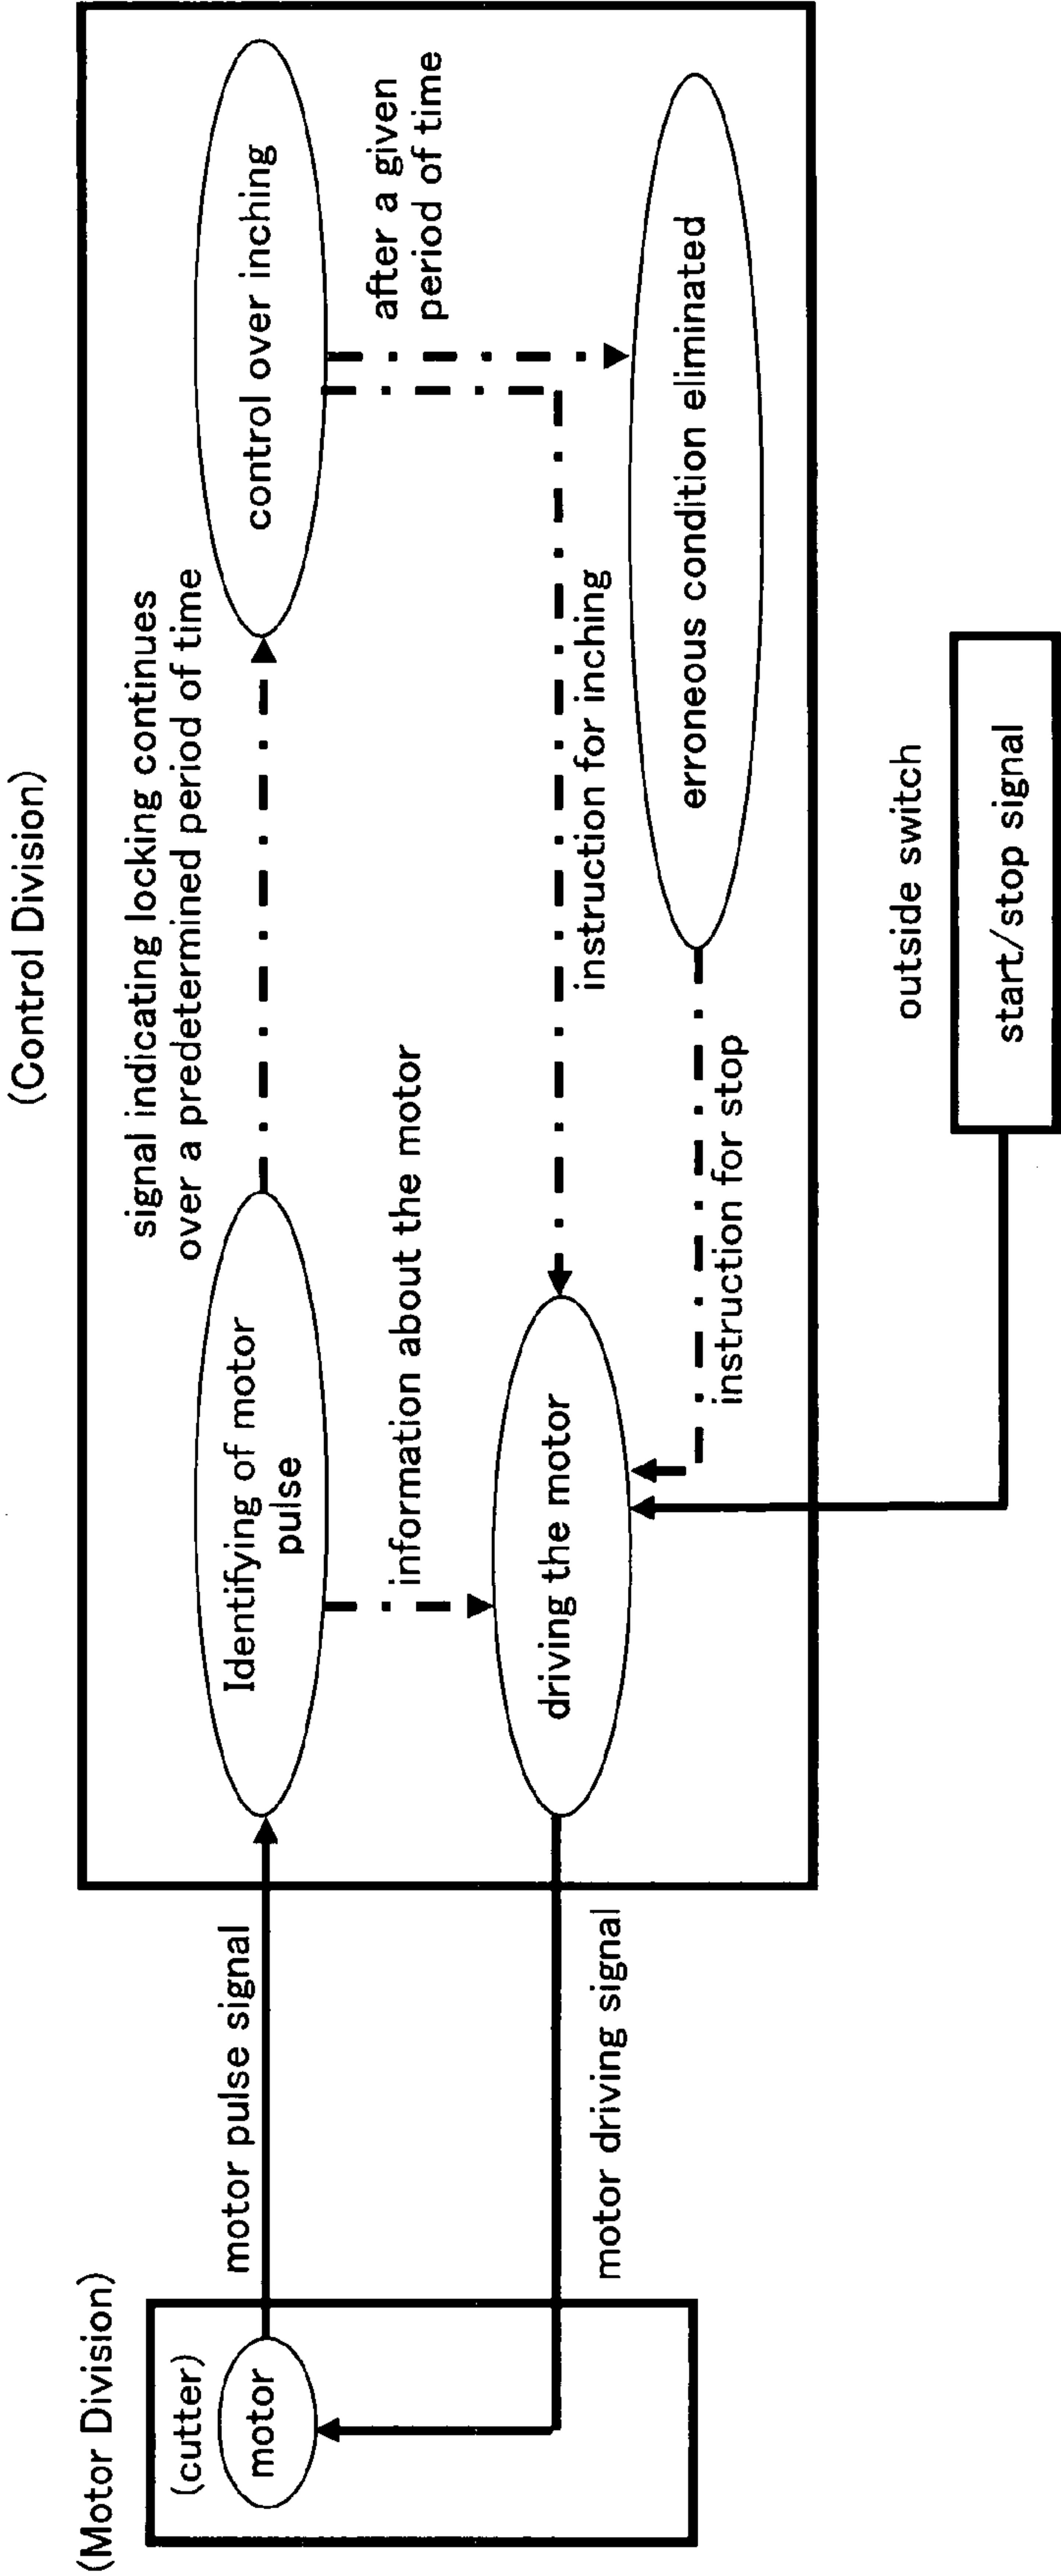 (Control Division)
(Motor Division)
(cutter)
motor
motor pulse signal
motor driving signal
Identifying of motor
pulse
signal indicating locking continues
over a predetermined period of time
control over inching
after a given
period of time
information about the motor
driving the motor
instruction for inching
erroneous condition eliminated
instruction for stop
outside switch
start/stop signal